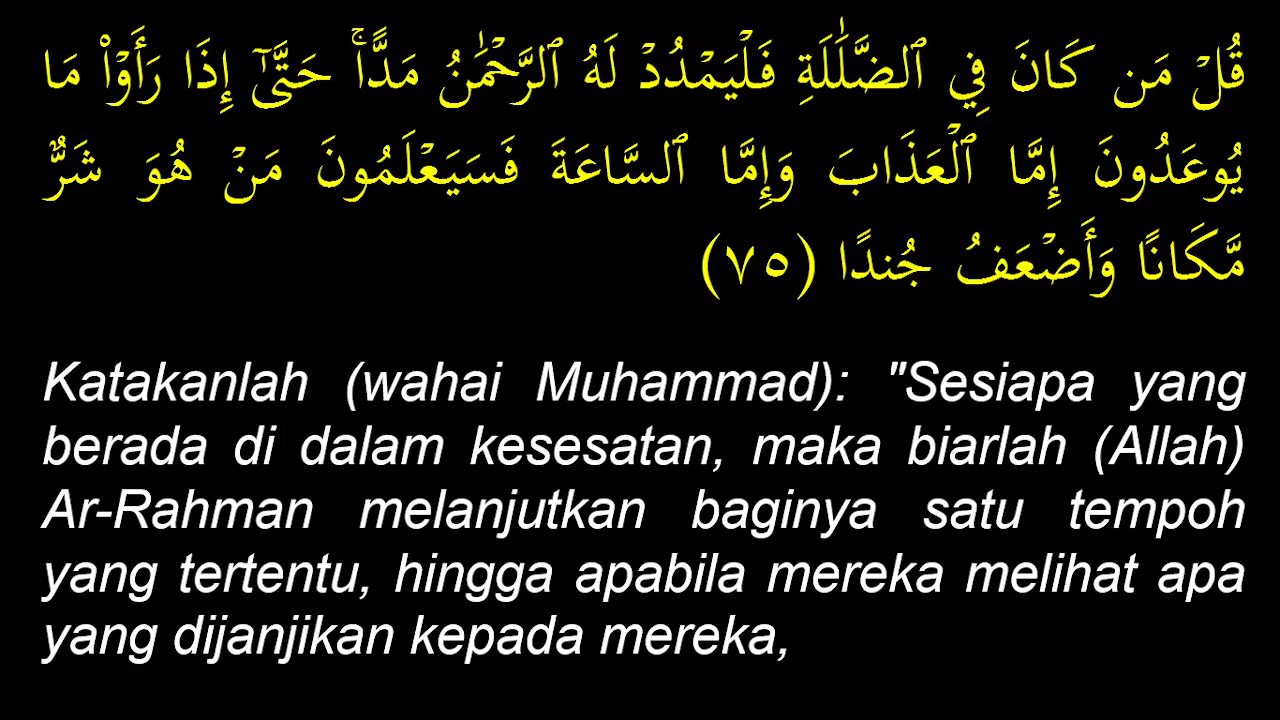 قُلْ مَن كَانَ فِي ٱلضَّلَٰلَةِ فَلْيَمْدُدْ لَهُ ٱلرَّحْمَٰنُ مَدًّاۚ حَتَّىٰٓ إِذَا رَأَوْا۟ مَا
يُوعَدُونَ إِمَّا ٱلْعَذَابَ وَإِمَّا ٱلسَّاعَةَ فَسَيَعْلَمُونَ مَنْ هُوَ شَرٌّ
مَّكَانًا وَأَضْعَفُ جُندًا (٧٥)
Katakanlah (wahai Muhammad): "Sesiapa yang
berada di dalam kesesatan, maka biarlah (Allah)
Ar-Rahman melanjutkan baginya satu tempoh
yang tertentu, hingga apabila mereka melihat apa
yang dijanjikan kepada mereka,